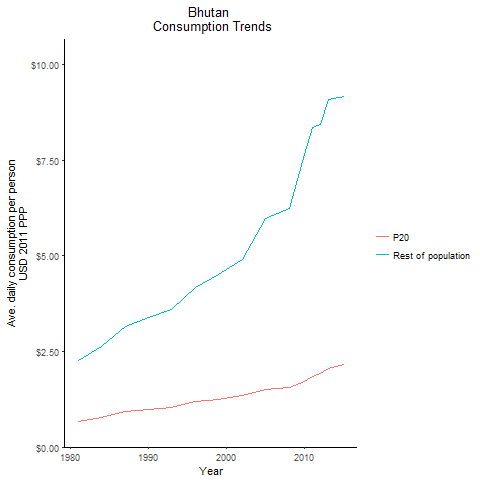 Bhutan
Consumption Trends
Ave. daily consumption per person
USD 2011 PPP
$10.00
$7.50
$5.00
$2.50
$0.00
1980 1990 2000 2010
Year
P20
Rest of population